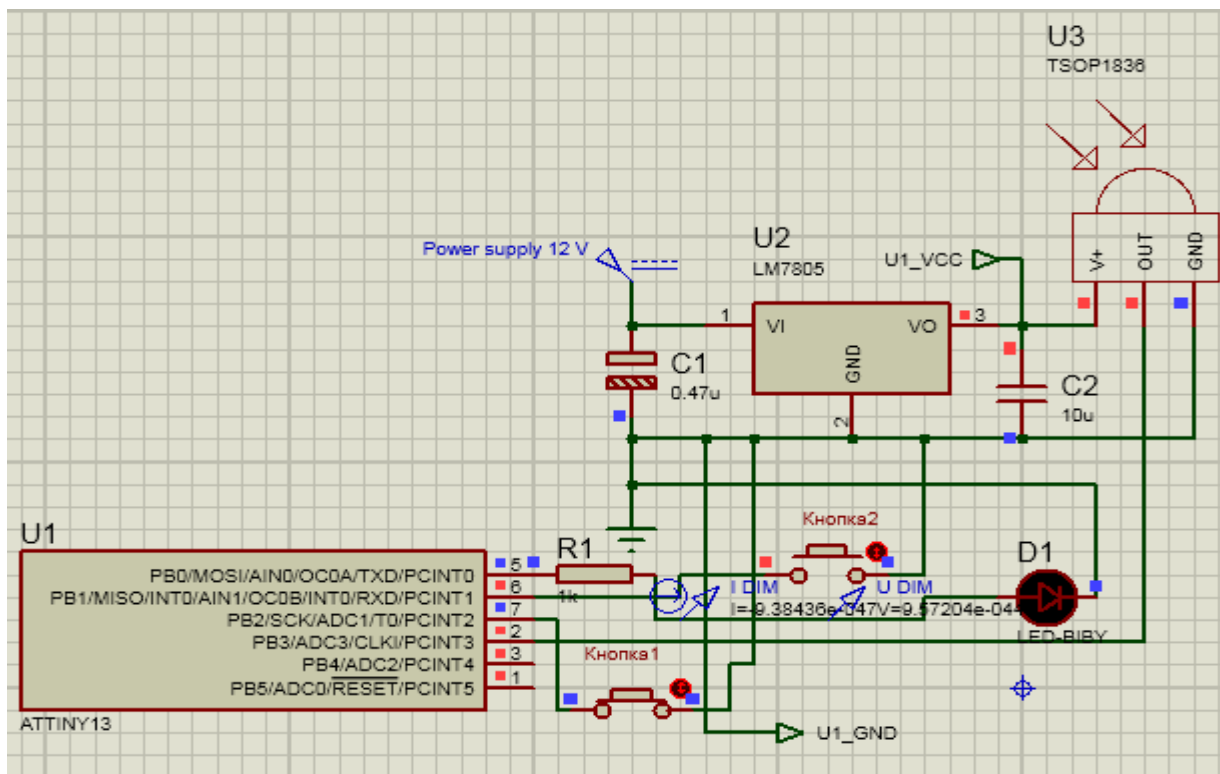 U3
TSOP1836
V+
OUT
GND
Power supply 12 V
U2
LM7805
U1_VCC
1
VI
VO
3
GND
2
C1
0.47u
C2
10u
U1
R1
1k
Кнопка2
D1
PB0/MOSI/AIN0/OC0A/TXD/PCINT0
5
PB1/MISO/INT0/AIN1/OC0B/INT0/RXD/PCINT1
6
PB2/SCK/ADC1/T0/PCINT2
7
PB3/ADC3/CLKI/PCINT3
2
PB4/ADC2/PCINT4
3
PB5/ADC0/RESET/PCINT5
1
I DIM
U DIM
LED-BIBY
Кнопка1
ATTINY13
U1_GND